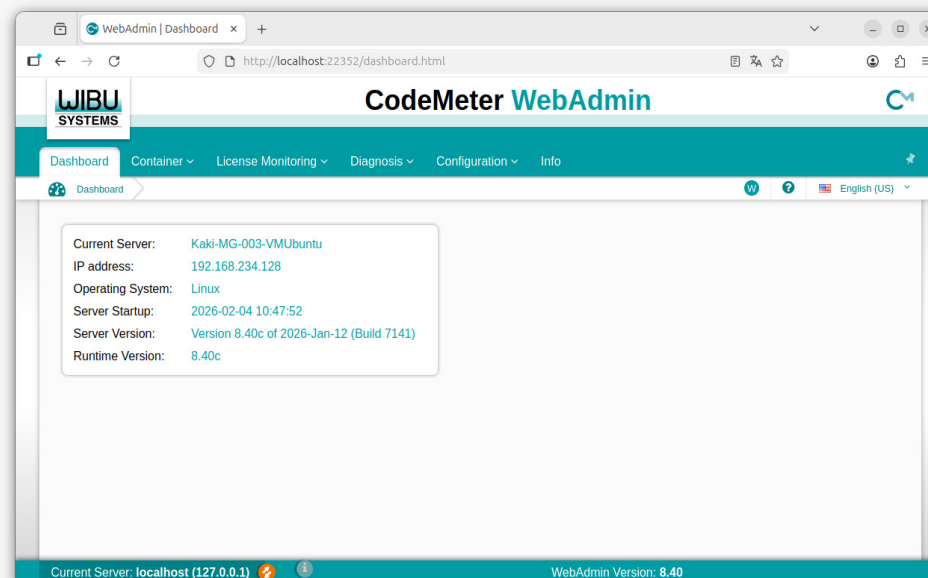 WebAdmin | Dashboard
http://localhost:22352/dashboard.html
WIBU
SYSTEMS
CodeMeter WebAdmin
Dashboard Container License Monitoring Diagnosis Configuration Info
Dashboard
W ? English (US)
Current Server: Kaki-MG-003-VMUbuntu
IP address: 192.168.234.128
Operating System: Linux
Server Startup: 2026-02-04 10:47:52
Server Version: Version 8.40c of 2026-Jan-12 (Build 7141)
Runtime Version: 8.40c
Current Server: localhost (127.0.0.1) i WebAdmin Version: 8.40